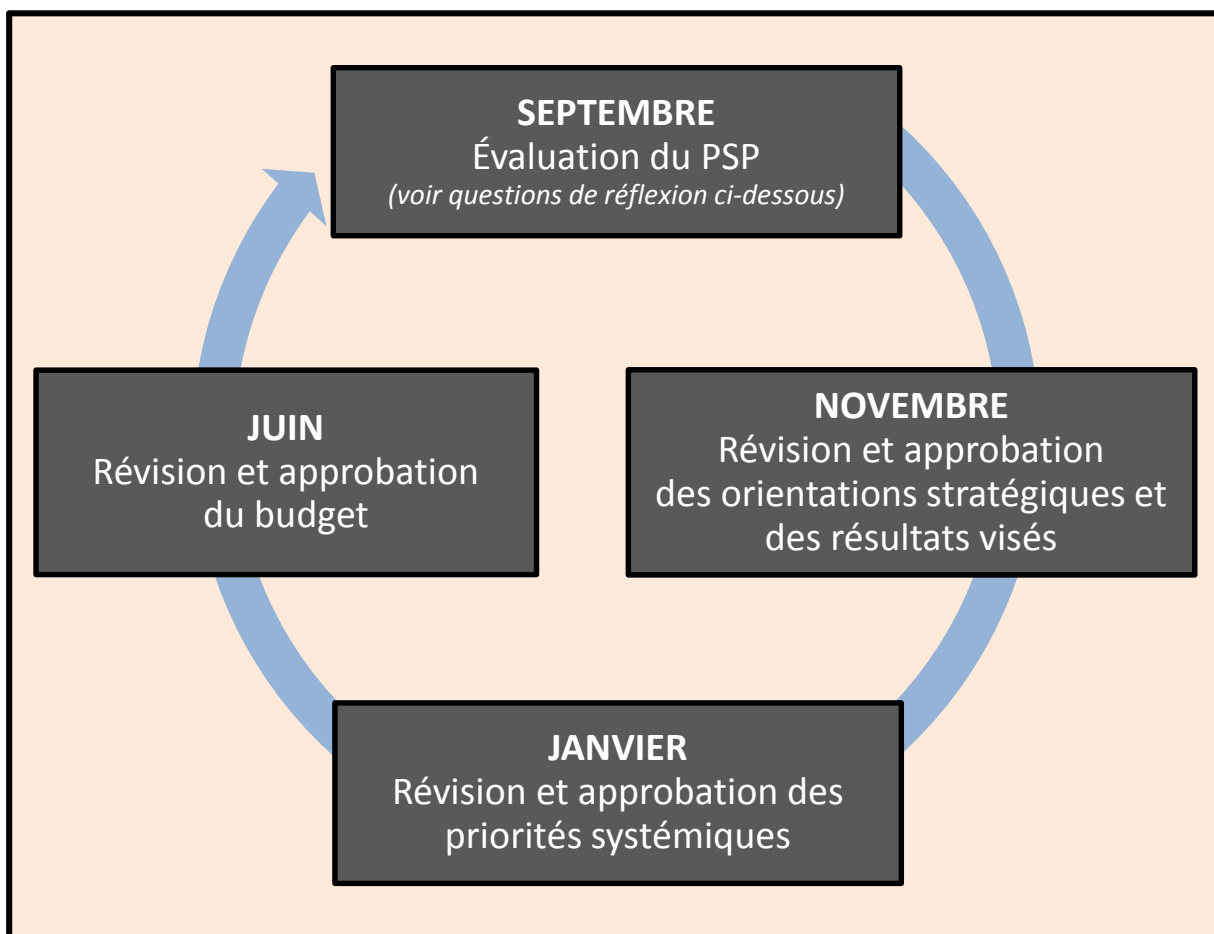 SEPTEMBRE
Évaluation du PSP
(voir questions de réflexion ci-dessous)
NOVEMBRE
Révision et approbation
des orientations stratégiques et
des résultats visés
JANVIER
Révision et approbation des
priorités systémiques
JUIN
Révision et approbation
du budget